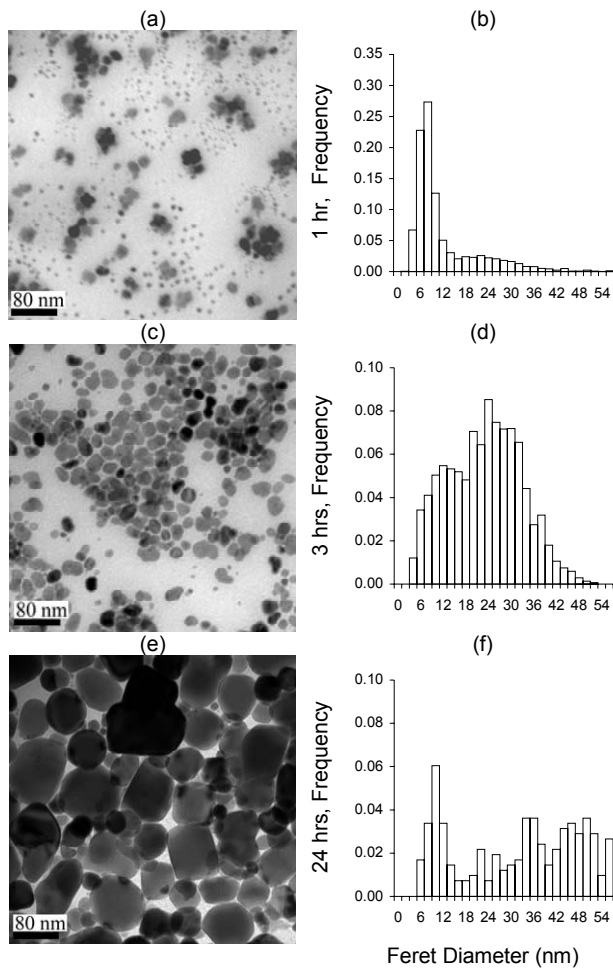 (a) (b)
0.35
0.30
0.25
0.20
0.15
0.10
0.05
0.00
1 hr, Frequency
0 6 12 18 24 30 36 42 48 54
80 nm
(c) (d)
0.10
0.08
0.06
0.04
0.02
0.00
3 hrs, Frequency
0 6 12 18 24 30 36 42 48 54
80 nm
(e) (f)
0.10
0.08
0.06
0.04
0.02
0.00
24 hrs, Frequency
0 6 12 18 24 30 36 42 48 54
80 nm
Feret Diameter (nm)